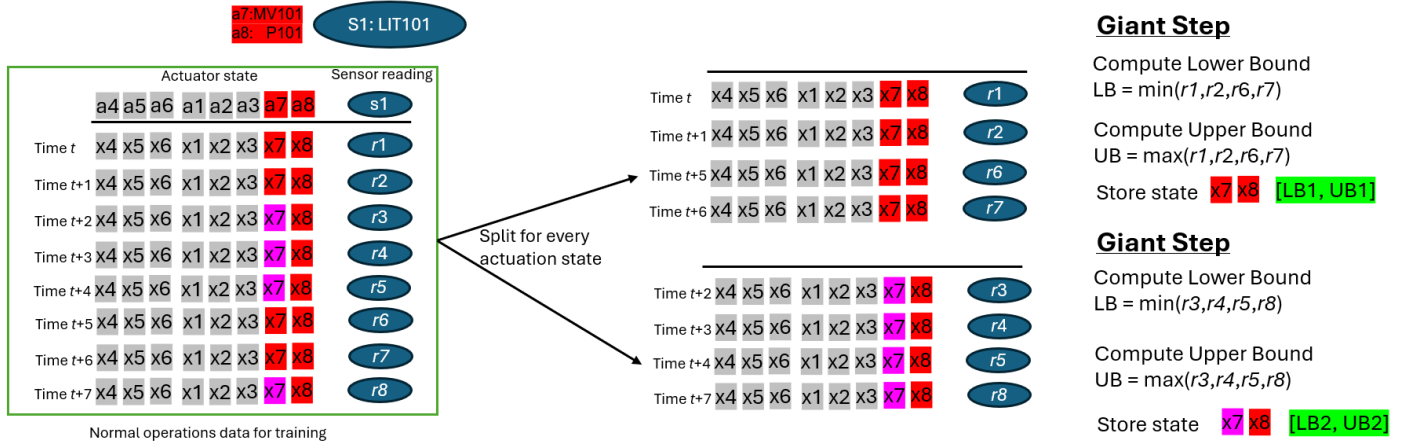 a7:MV101
a8: P101
S1: LIT101
Actuator state
Sensor reading
a4 a5 a6 a1 a2 a3 a7 a8 s1
Time t x4 x5 x6 x1 x2 x3 x7 x8 r1
Time t+1 x4 x5 x6 x1 x2 x3 x7 x8 r2
Time t+2 x4 x5 x6 x1 x2 x3 x7 x8 r3
Time t+3 x4 x5 x6 x1 x2 x3 x7 x8 r4
Time t+4 x4 x5 x6 x1 x2 x3 x7 x8 r5
Time t+5 x4 x5 x6 x1 x2 x3 x7 x8 r6
Time t+6 x4 x5 x6 x1 x2 x3 x7 x8 r7
Time t+7 x4 x5 x6 x1 x2 x3 x7 x8 r8
Normal operations data for training
Split for every
actuation state
Time t x4 x5 x6 x1 x2 x3 x7 x8 r1
Time t+1 x4 x5 x6 x1 x2 x3 x7 x8 r2
Time t+5 x4 x5 x6 x1 x2 x3 x7 x8 r6
Time t+6 x4 x5 x6 x1 x2 x3 x7 x8 r7
Time t+2 x4 x5 x6 x1 x2 x3 x7 x8 r3
Time t+3 x4 x5 x6 x1 x2 x3 x7 x8 r4
Time t+4 x4 x5 x6 x1 x2 x3 x7 x8 r5
Time t+7 x4 x5 x6 x1 x2 x3 x7 x8 r8
Giant Step
Compute Lower Bound
LB = min(r1,r2,r6,r7)
Compute Upper Bound
UB = max(r1,r2,r6,r7)
Store state x7 x8 [LB1, UB1]
Giant Step
Compute Lower Bound
LB = min(r3,r4,r5,r8)
Compute Upper Bound
UB = max(r3,r4,r5,r8)
Store state x7 x8 [LB2, UB2]